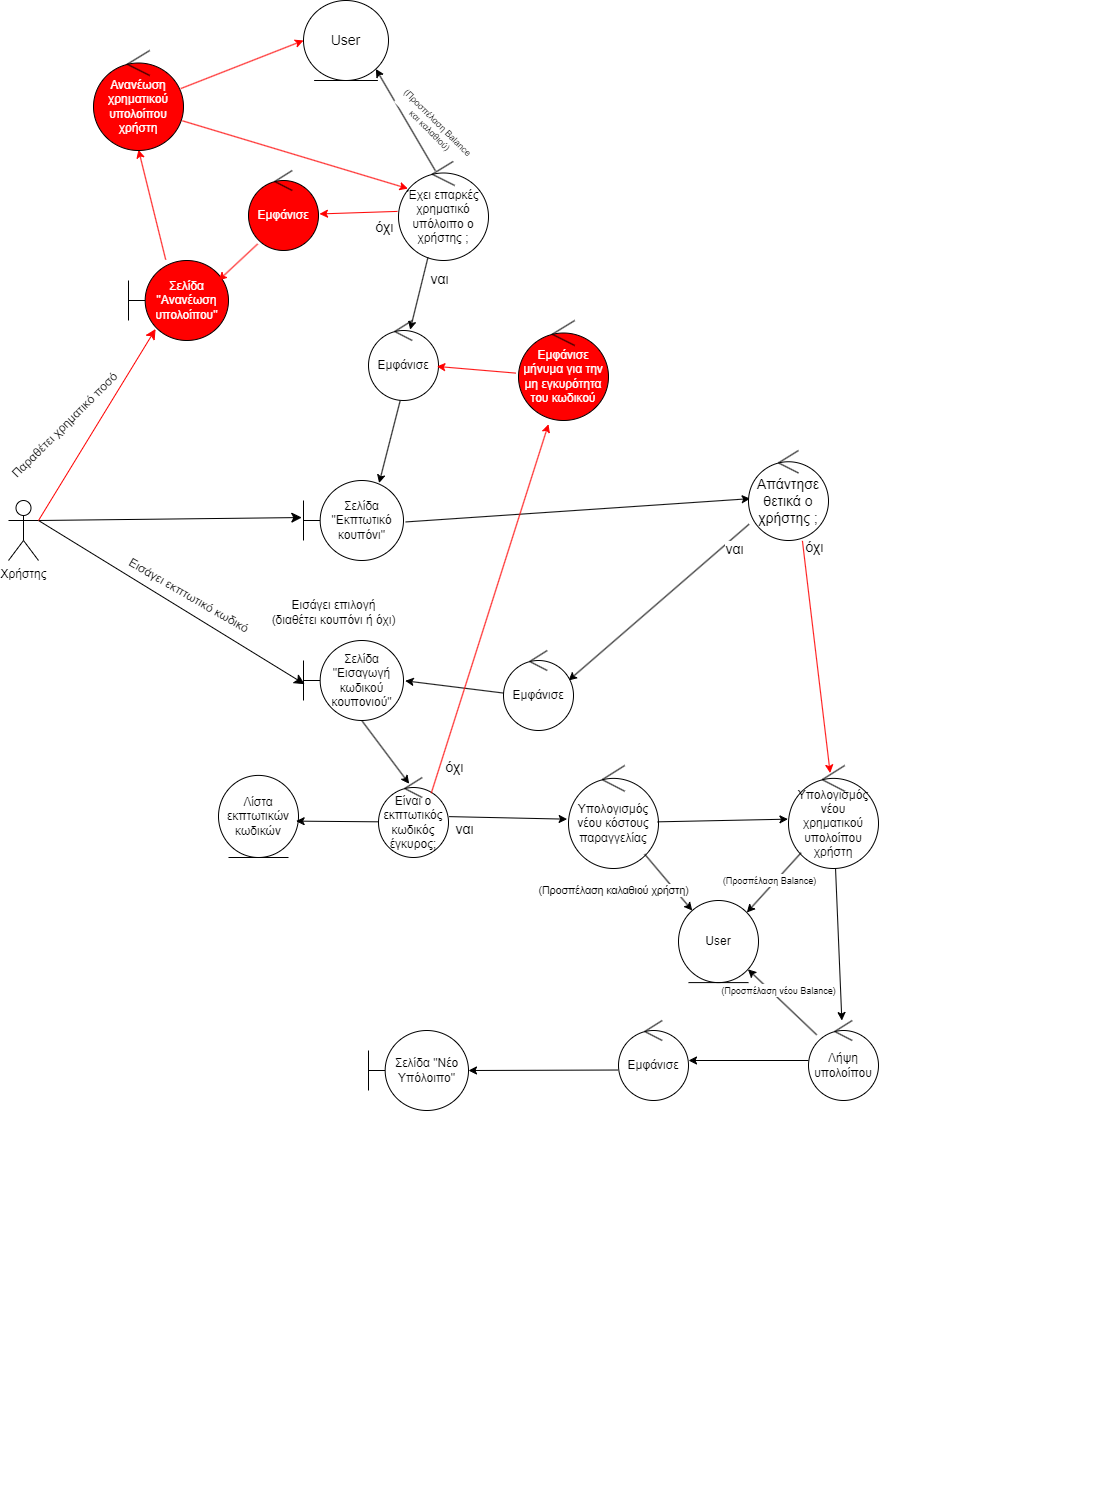 User
Ανανέωση
χρηματικού
υπολοίπου
χρήστη
(Προσπέλαση Balance
και καλαθιού)
Έχει επαρκές
χρηματικό
υπόλοιπο ο
χρήστης ;
Εμφάνισε
όχι
ναι
Σελίδα
"Ανανέωση
υπολοίπου"
Εμφάνισε
Εμφάνισε
μήνυμα για την
μη εγκυρότητα
του κωδικού
Παραθέτει χρηματικό ποσό
Απάντησε
θετικά ο
χρήστης ;
Σελίδα
"Εκπτωτικό
κουπόνι"
ναι
όχι
Χρήστης
Εισάγει εκπτωτικό κωδικό
Εισάγει επιλογή
(διαθέτει κουπόνι ή όχι)
Σελίδα
"Εισαγωγή
κωδικού
κουπονιού"
Εμφάνισε
όχι
Λίστα
εκπτωτικών
κωδικών
Είναι ο
εκπτωτικός
κωδικός
έγκυρος;
ναι
Υπολογισμός
νέου κόστους
παραγγελίας
Υπολογισμός
νέου
χρηματικού
υπολοίπου
χρήστη
(Προσπέλαση καλαθιού χρήστη)
(Προσπέλαση Balance)
User
(Προσπέλαση νέου Balance)
Σελίδα "Νέο
Υπόλοιπο"
Εμφάνισε
Λήψη
υπολοίπου